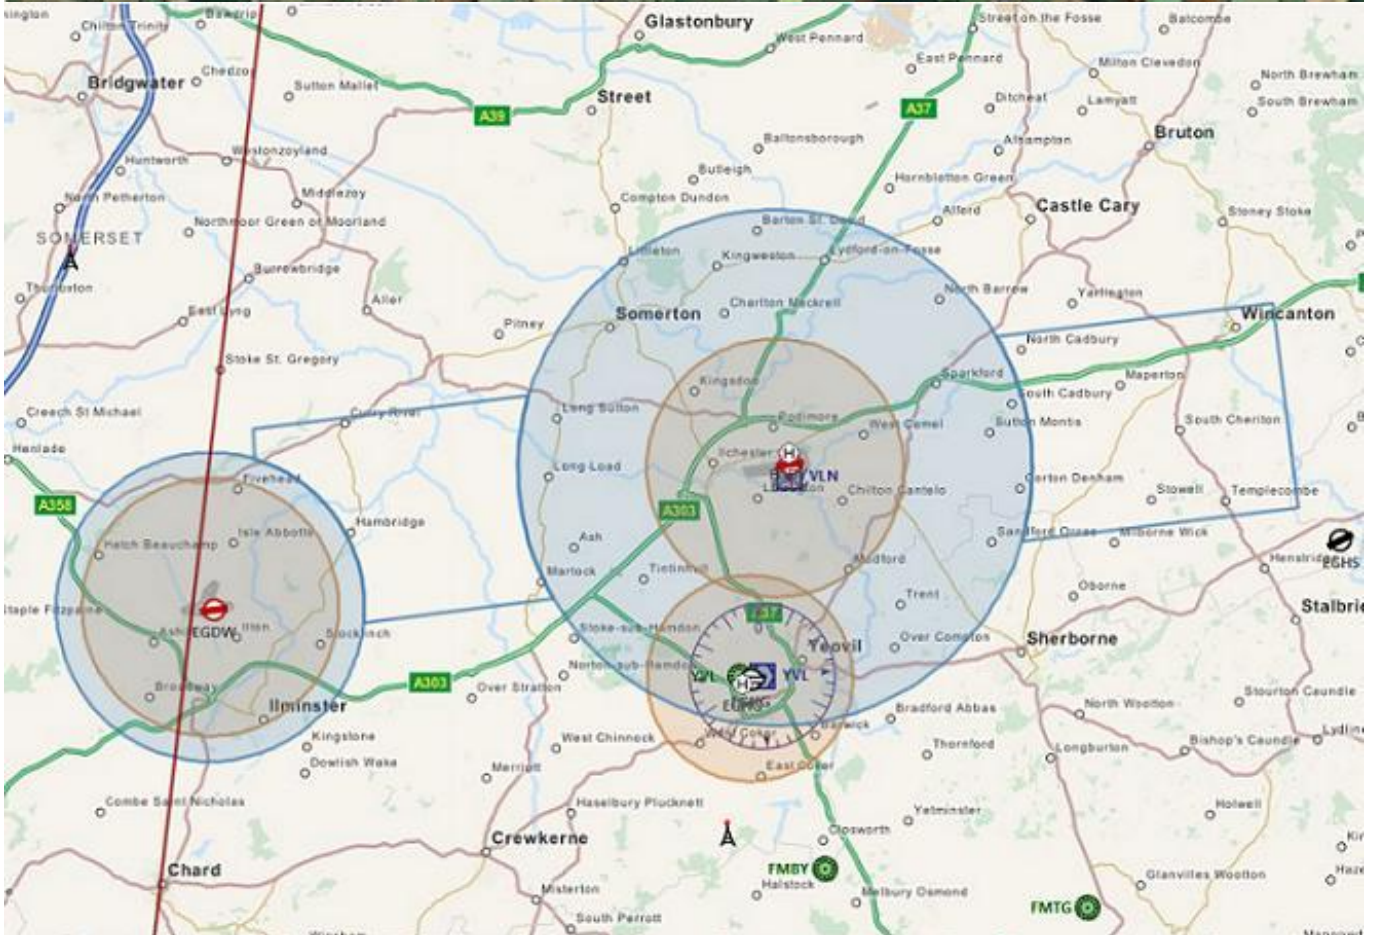 Chilton Trinity
Bawdrip
Glastonbury
Street on the Fosse
Balcombe
West Pennard
East Pennard
Milton Clevedon
North Brewham
Bridgwater
Chedzoy
Sutton Mallet
Street
A39
A37
Ditcheat
Lamyatt
South Brewham
Bruton
Huntworth
Westonzoyland
Baltonsborough
Alhampton
Butleigh
Hornblotton Green
North Petherton
Middlezoy
Compton Dundon
Castle Cary
Northmoor Green or Moorland
Barton St. David
Alford
Stoney Stoke
SOMERSET
Littleton
Kingweston
Lydford-on-Fosse
Burrowbridge
North Barrow
Yarlington
Aller
Charlton Mackrell
East Lyng
Pitney
Somerton
Wincanton
North Cadbury
Stoke St. Gregory
Kingsdon
Sparkford
Maperton
South Cadbury
Creech St Michael
Curry Rivel
Long Sutton
Podimore
West Camel
Sutton Montis
South Cheriton
Henlade
Ilchester
H
VLN
Fivehead
Long Load
Chilton Cantelo
Corton Denham
Stowell
Templecombe
A358
A303
Hambridge
Isle Abbotts
Hatch Beauchamp
Ash
Sandford Orcas
Milborne Wick
EGHS
Mudford
Martock
Tintinhull
Oborne
Staple Fitzpaine
EGDW
Ilton
Stocklinch
Trent
A37
Stoke-sub-Hamdon
Over Compton
Sherborne
Yeovil
Norton-sub-Hamdon
YVL
YVL
H
Broadway
A303
Over Stratton
Ilminster
Bradford Abbas
North Wootton
Stourton Caundle
Kingstone
West Chinnock
West Coker
Barwick
Thornford
Longburton
Bishop's Caundle
Dowlish Wake
Merriott
East Coker
Combe Saint Nicholas
Haselbury Plucknett
Yetminster
Holwell
Crewkerne
Closworth
Chard
FMBY
Halstock
Melbury Osmond
Glanvilles Wootton
Misterton
FMTG
South Perrott